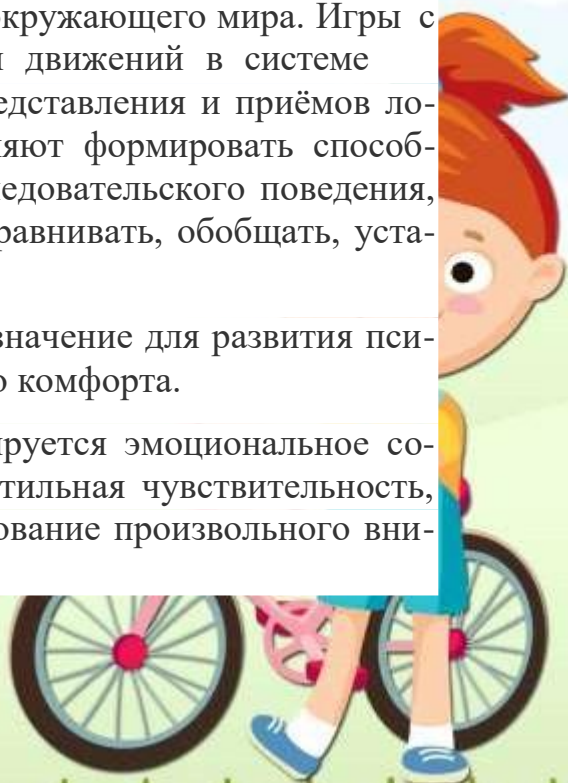 окружающего мира. Игры с
движений в системе
едставления и приёмов ло-
яют формировать способ-
едовательского поведения,
равнивать, обобщать, уста-
значение для развития пси-
о комфорта.
ируется эмоциональное со-
тильная чувствительность,
ование произвольного вни-